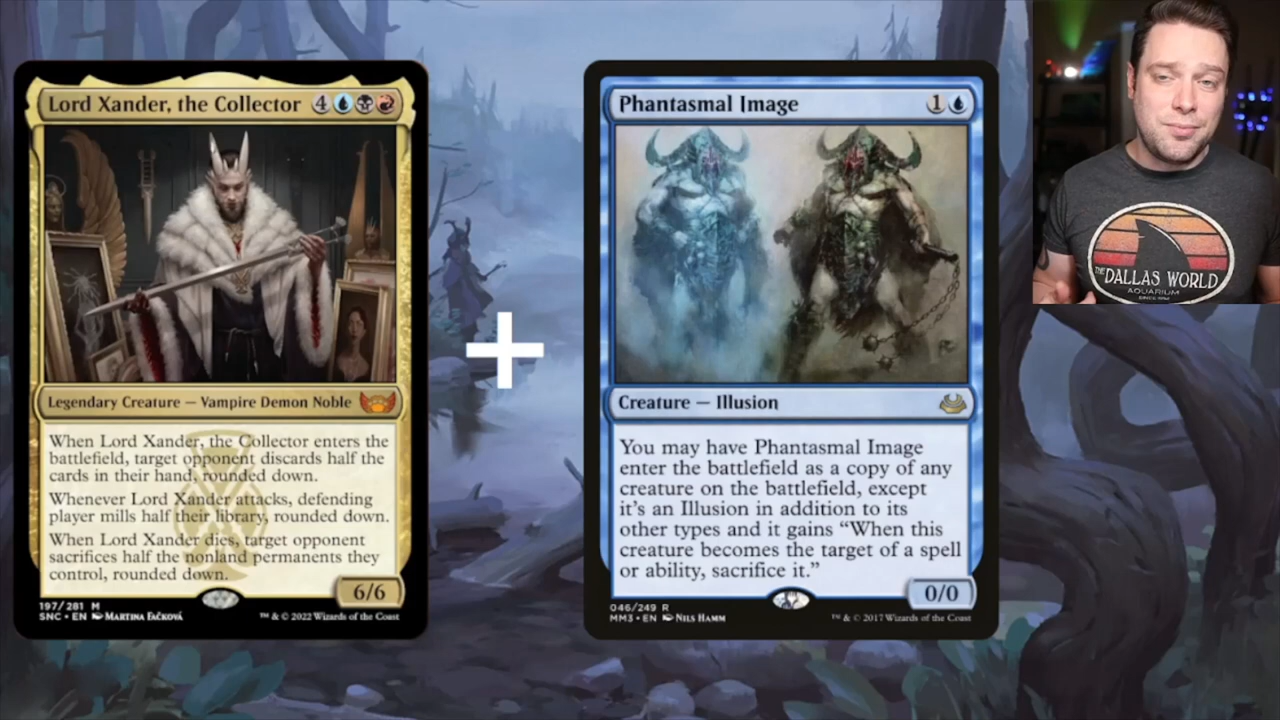 Lord Xander, the Collector 4
Legendary Creature — Vampire Demon Noble
When Lord Xander, the Collector enters the
battlefield, target opponent discards half the
cards in their hand, rounded down.
Whenever Lord Xander attacks, defending
player mills half their library, rounded down.
When Lord Xander dies, target opponent
sacrifices half the nonland permanents they
control, rounded down.
6/6
197/281 M
SNC • EN Martina Fačková
™ & © 2022 Wizards of the Coast
+
Phantasmal Image 1
Creature — Illusion
You may have Phantasmal Image
enter the battlefield as a copy of any
creature on the battlefield, except
it's an Illusion in addition to its
other types and it gains “When this
creature becomes the target of a spell
or ability, sacrifice it.”
0/0
046/249 R
MM3 • EN Nils Hamm
™ & © 2017 Wizards of the Coast
THE DALLAS WORLD
AQUARIUM